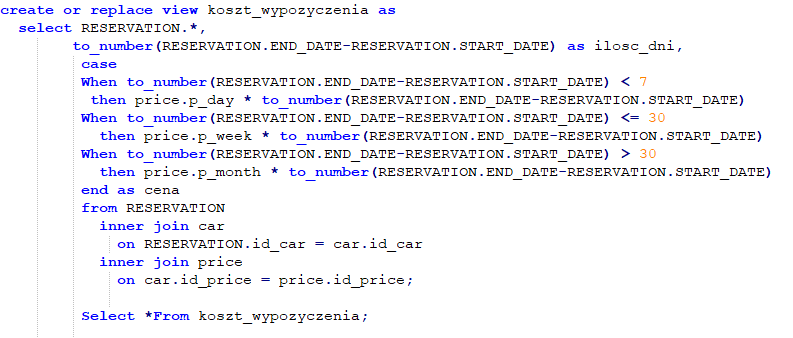 create or replace view koszt_wypozyczenia as
select RESERVATION.*,
to_number(RESERVATION.END_DATE-RESERVATION.START_DATE) as ilosc_dni,
case
When to_number(RESERVATION.END_DATE-RESERVATION.START_DATE) < 7
then price.p_day * to_number(RESERVATION.END_DATE-RESERVATION.START_DATE)
When to_number(RESERVATION.END_DATE-RESERVATION.START_DATE) <= 30
then price.p_week * to_number(RESERVATION.END_DATE-RESERVATION.START_DATE)
When to_number(RESERVATION.END_DATE-RESERVATION.START_DATE) > 30
then price.p_month * to_number(RESERVATION.END_DATE-RESERVATION.START_DATE)
end as cena
from RESERVATION
inner join car
on RESERVATION.id_car = car.id_car
inner join price
on car.id_price = price.id_price;
Select *From koszt_wypozyczenia;